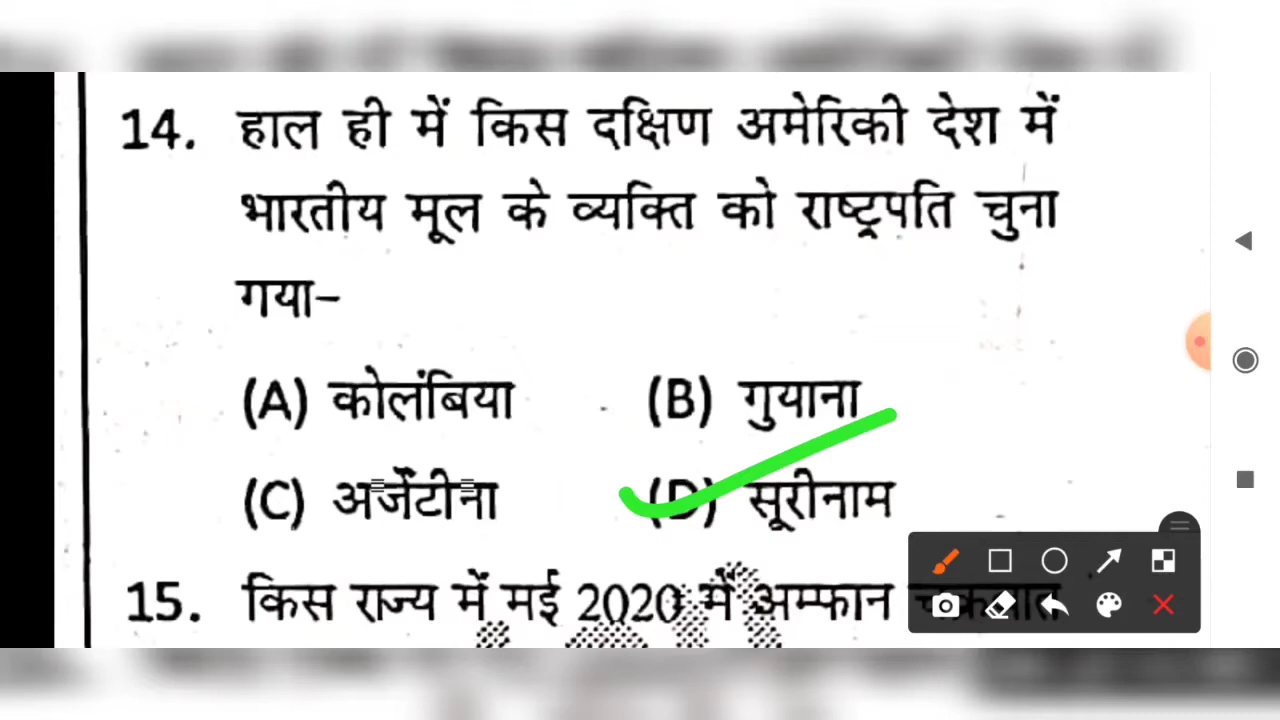 14. हाल ही में किस दक्षिण अमेरिकी देश में
भारतीय मूल के व्यक्ति को राष्ट्रपति चुना
गया–
(A) कोलंबिया (B) गुयाना
(C) अर्जेंटीना (D) सूरीनाम
15. किस राज्य में मई 2020 में अम्फान